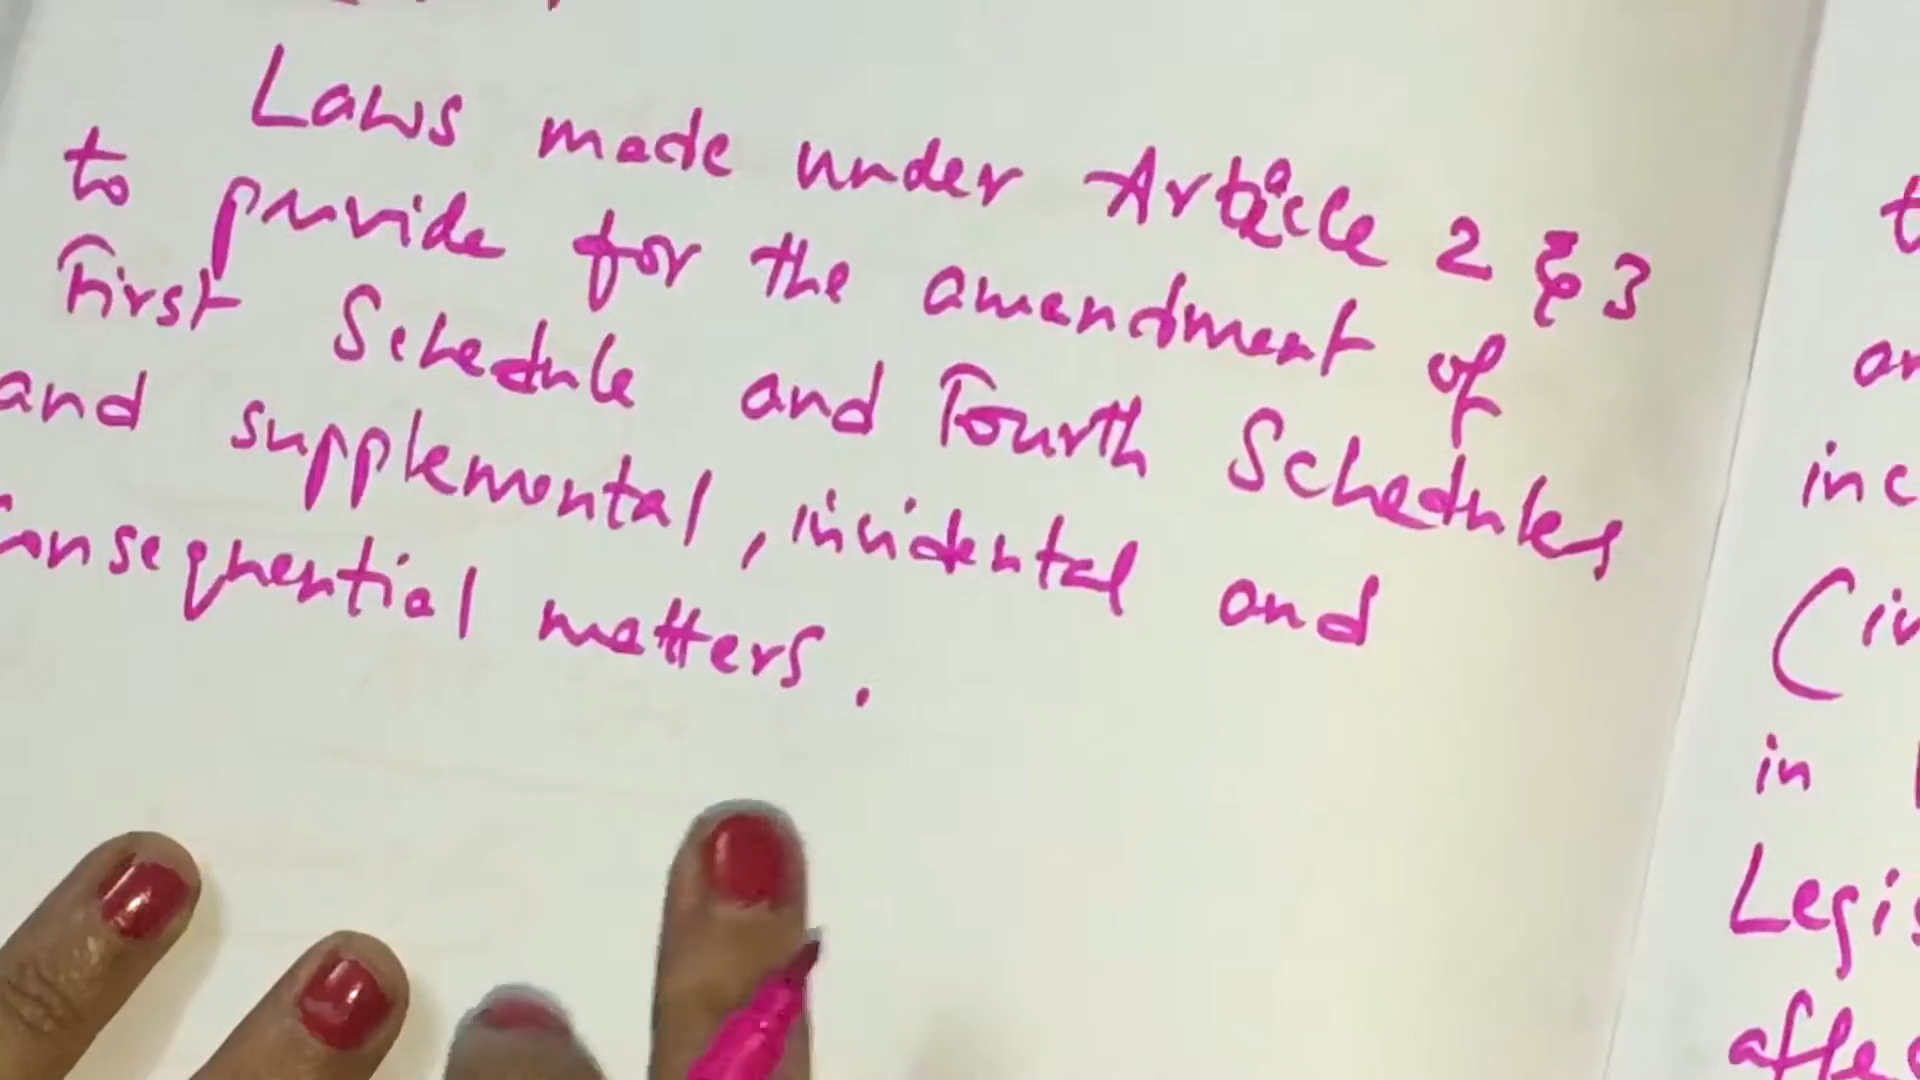 Laws made under Article 2 & 3
to provide for the amendment of
First Schedule and Fourth Schedules
and supplemental, incidental and
consequential matters.
in